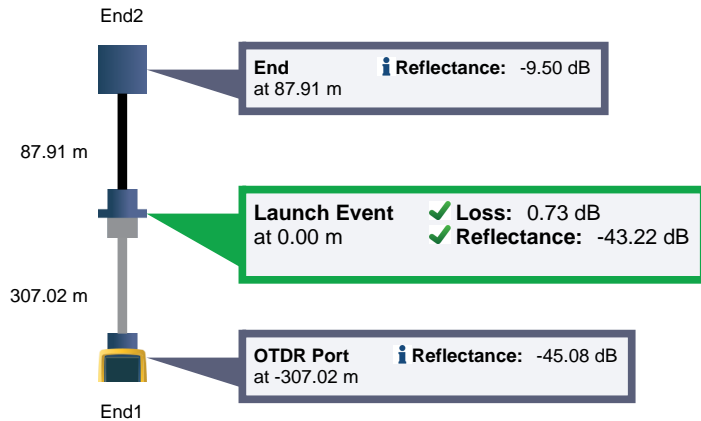 End2
End i Reflectance: -9.50 dB
at 87.91 m
87.91 m
Launch Event Loss: 0.73 dB
at 0.00 m Reflectance: -43.22 dB
307.02 m
OTDR Port i Reflectance: -45.08 dB
at -307.02 m
End1